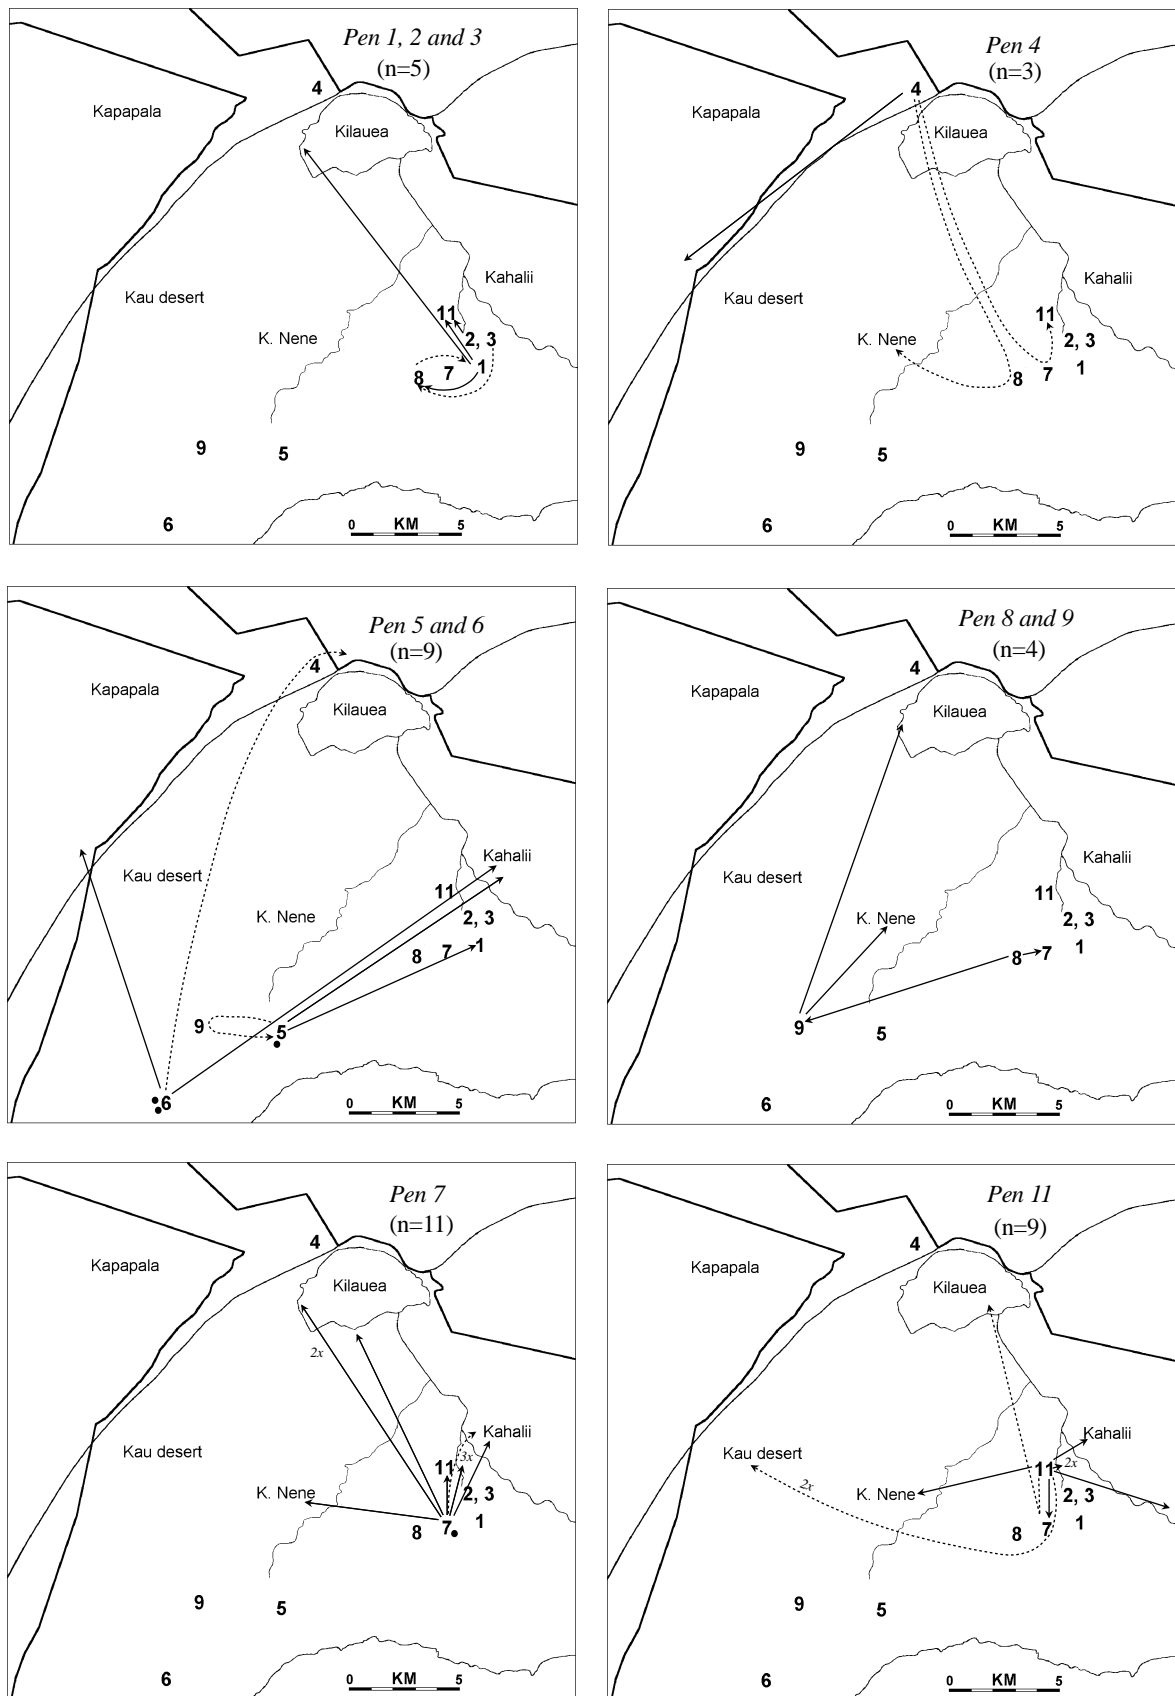 Pen 1, 2 and 3
(n=5)
4
Kapapala
Kilauea
Kahalii
Kau desert
11
K. Nene
2, 3
1
7
8
9
5
6
0 KM 5
Pen 4
(n=3)
4
Kapapala
Kilauea
Kahalii
Kau desert
11
K. Nene
2, 3
1
7
8
9
5
6
0 KM 5
Pen 5 and 6
(n=9)
4
Kapapala
Kilauea
Kahalii
Kau desert
11
K. Nene
2, 3
1
7
8
9
5
6
0 KM 5
Pen 8 and 9
(n=4)
4
Kapapala
Kilauea
Kahalii
Kau desert
11
K. Nene
2, 3
1
8 7
9
5
6
0 KM 5
Pen 7
(n=11)
4
Kapapala
Kilauea
2x
Kahalii
Kau desert
3x
11
K. Nene
2, 3
1
7
8
9
5
6
0 KM 5
Pen 11
(n=9)
4
Kapapala
Kilauea
Kahalii
Kau desert
2x
11
2x
K. Nene
2, 3
1
7
8
9
5
6
0 KM 5